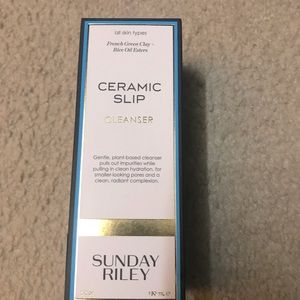 all skin types
French Green Clay +
Rice Oil Esters
CERAMIC
SLIP
CLEANSER
Gentle, plant-based cleanser
pulls out impurities while
pulling in clean hydration, for
smaller-looking pores and a
clean, radiant complexion.
SUNDAY
RILEY